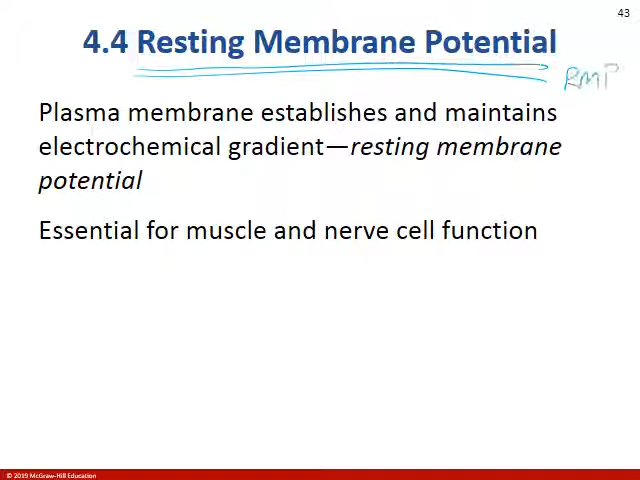 43
4.4 Resting Membrane Potential
RMP
Plasma membrane establishes and maintains
electrochemical gradient—resting membrane
potential
Essential for muscle and nerve cell function
© 2019 McGraw-Hill Education